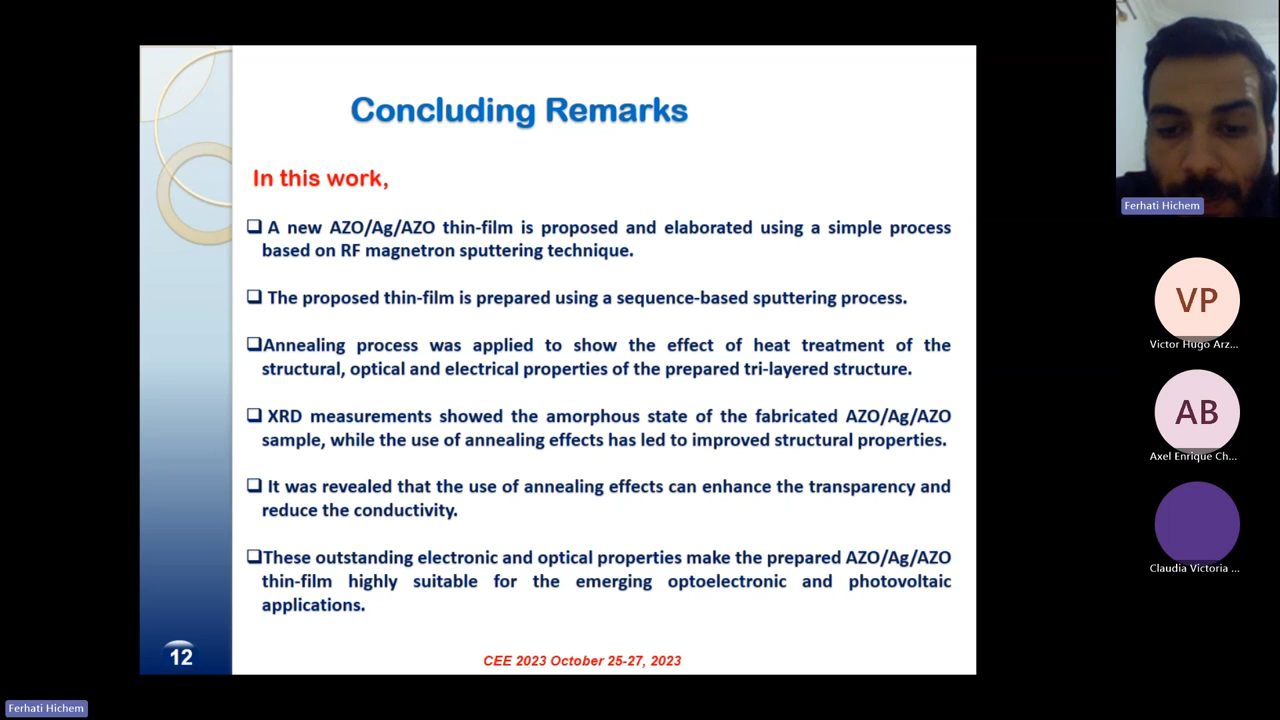 Concluding Remarks
In this work,
❑ A new AZO/Ag/AZO thin-film is proposed and elaborated using a simple process
based on RF magnetron sputtering technique.
❑ The proposed thin-film is prepared using a sequence-based sputtering process.
❑Annealing process was applied to show the effect of heat treatment of the
structural, optical and electrical properties of the prepared tri-layered structure.
❑ XRD measurements showed the amorphous state of the fabricated AZO/Ag/AZO
sample, while the use of annealing effects has led to improved structural properties.
❑ It was revealed that the use of annealing effects can enhance the transparency and
reduce the conductivity.
❑These outstanding electronic and optical properties make the prepared AZO/Ag/AZO
thin-film highly suitable for the emerging optoelectronic and photovoltaic
applications.
12
CEE 2023 October 25-27, 2023
Ferhati Hichem
VP
Victor Hugo Arz...
AB
Axel Enrique Ch...
Claudia Victoria ...
Ferhati Hichem